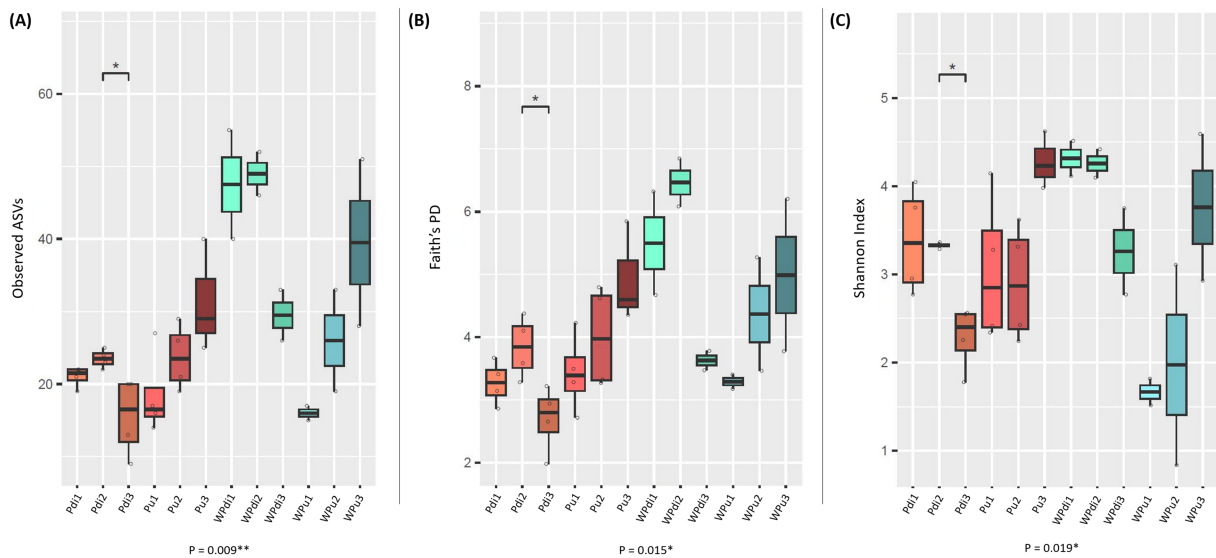 (A)
*
Observed ASVs
60
40
20
Pdi1 Pdi2 Pdi3 Pu1 Pu2 Pu3 WPdi1 WPdi2 WPdi3 WPu1 WPu2 WPu3
P = 0.009**
(B)
*
Faith's PD
8
6
4
2
Pdi1 Pdi2 Pdi3 Pu1 Pu2 Pu3 WPdi1 WPdi2 WPdi3 WPu1 WPu2 WPu3
P = 0.015*
(C)
*
Shannon Index
5
4
3
2
1
Pdi1 Pdi2 Pdi3 Pu1 Pu2 Pu3 WPdi1 WPdi2 WPdi3 WPu1 WPu2 WPu3
P = 0.019*